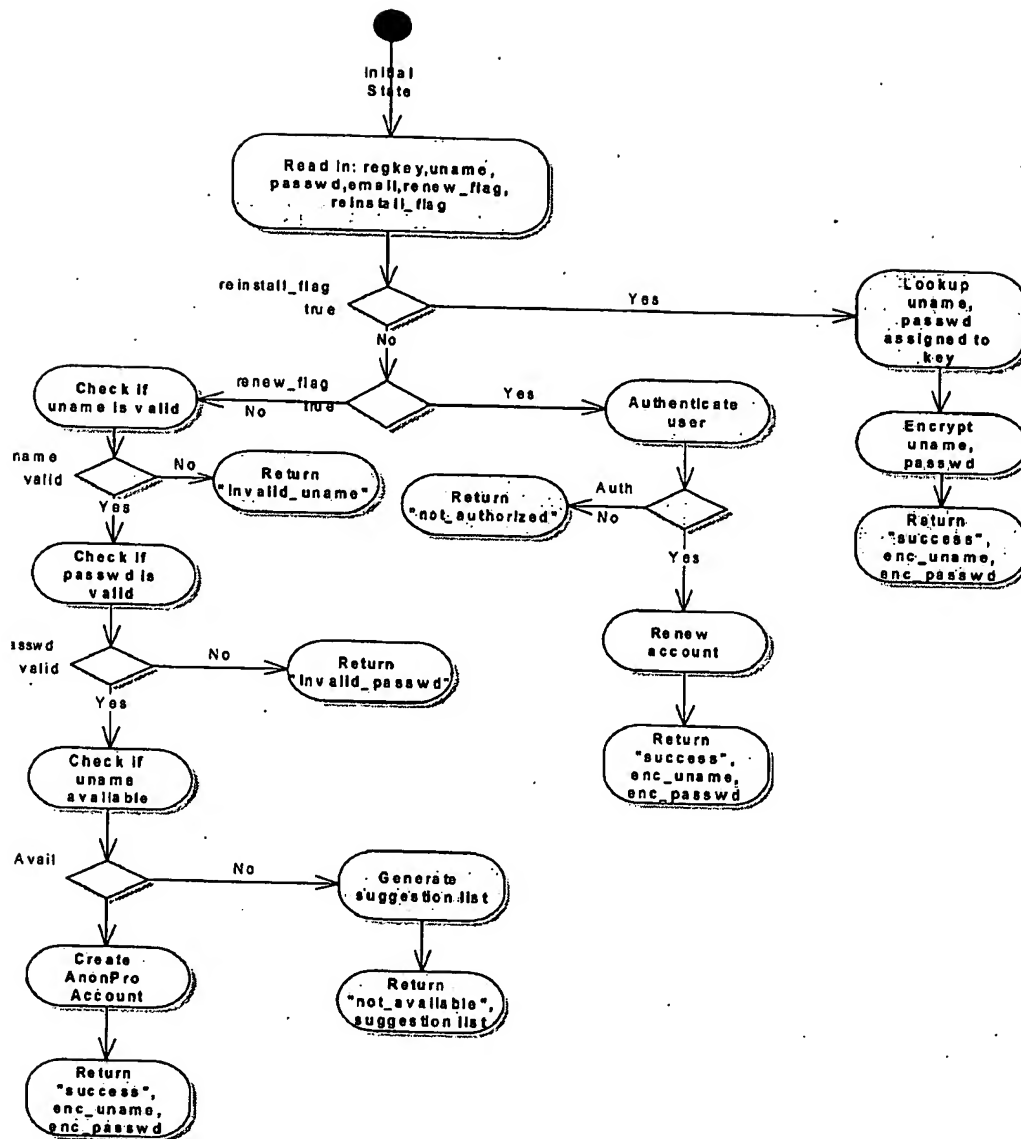 Initial
State
Read in: regkey,uname,
passwd,email,renew_flag,
reinstall_flag
reinstall_flag
true
Yes
No
Lookup
uname,
passwd
assigned to
key
renew_flag
true
No
Yes
Check if
uname is valid
Authenticate
user
Encrypt
uname,
passwd
name
valid
No
Yes
Return
"invalid_uname"
Auth
No
Yes
Return
"not_authorized"
Return
"success",
enc_uname,
enc_passwd
Check if
passwd is
valid
Renew
account
asswd
valid
No
Yes
Return
"invalid_passwd"
Return
"success",
enc_uname,
enc_passwd
Check if
uname
available
Avail
No
Generate
suggestion list
Create
AnonPro
Account
Return
"not_available",
suggestion list
Return
"success",
enc_uname,
enc_passwd